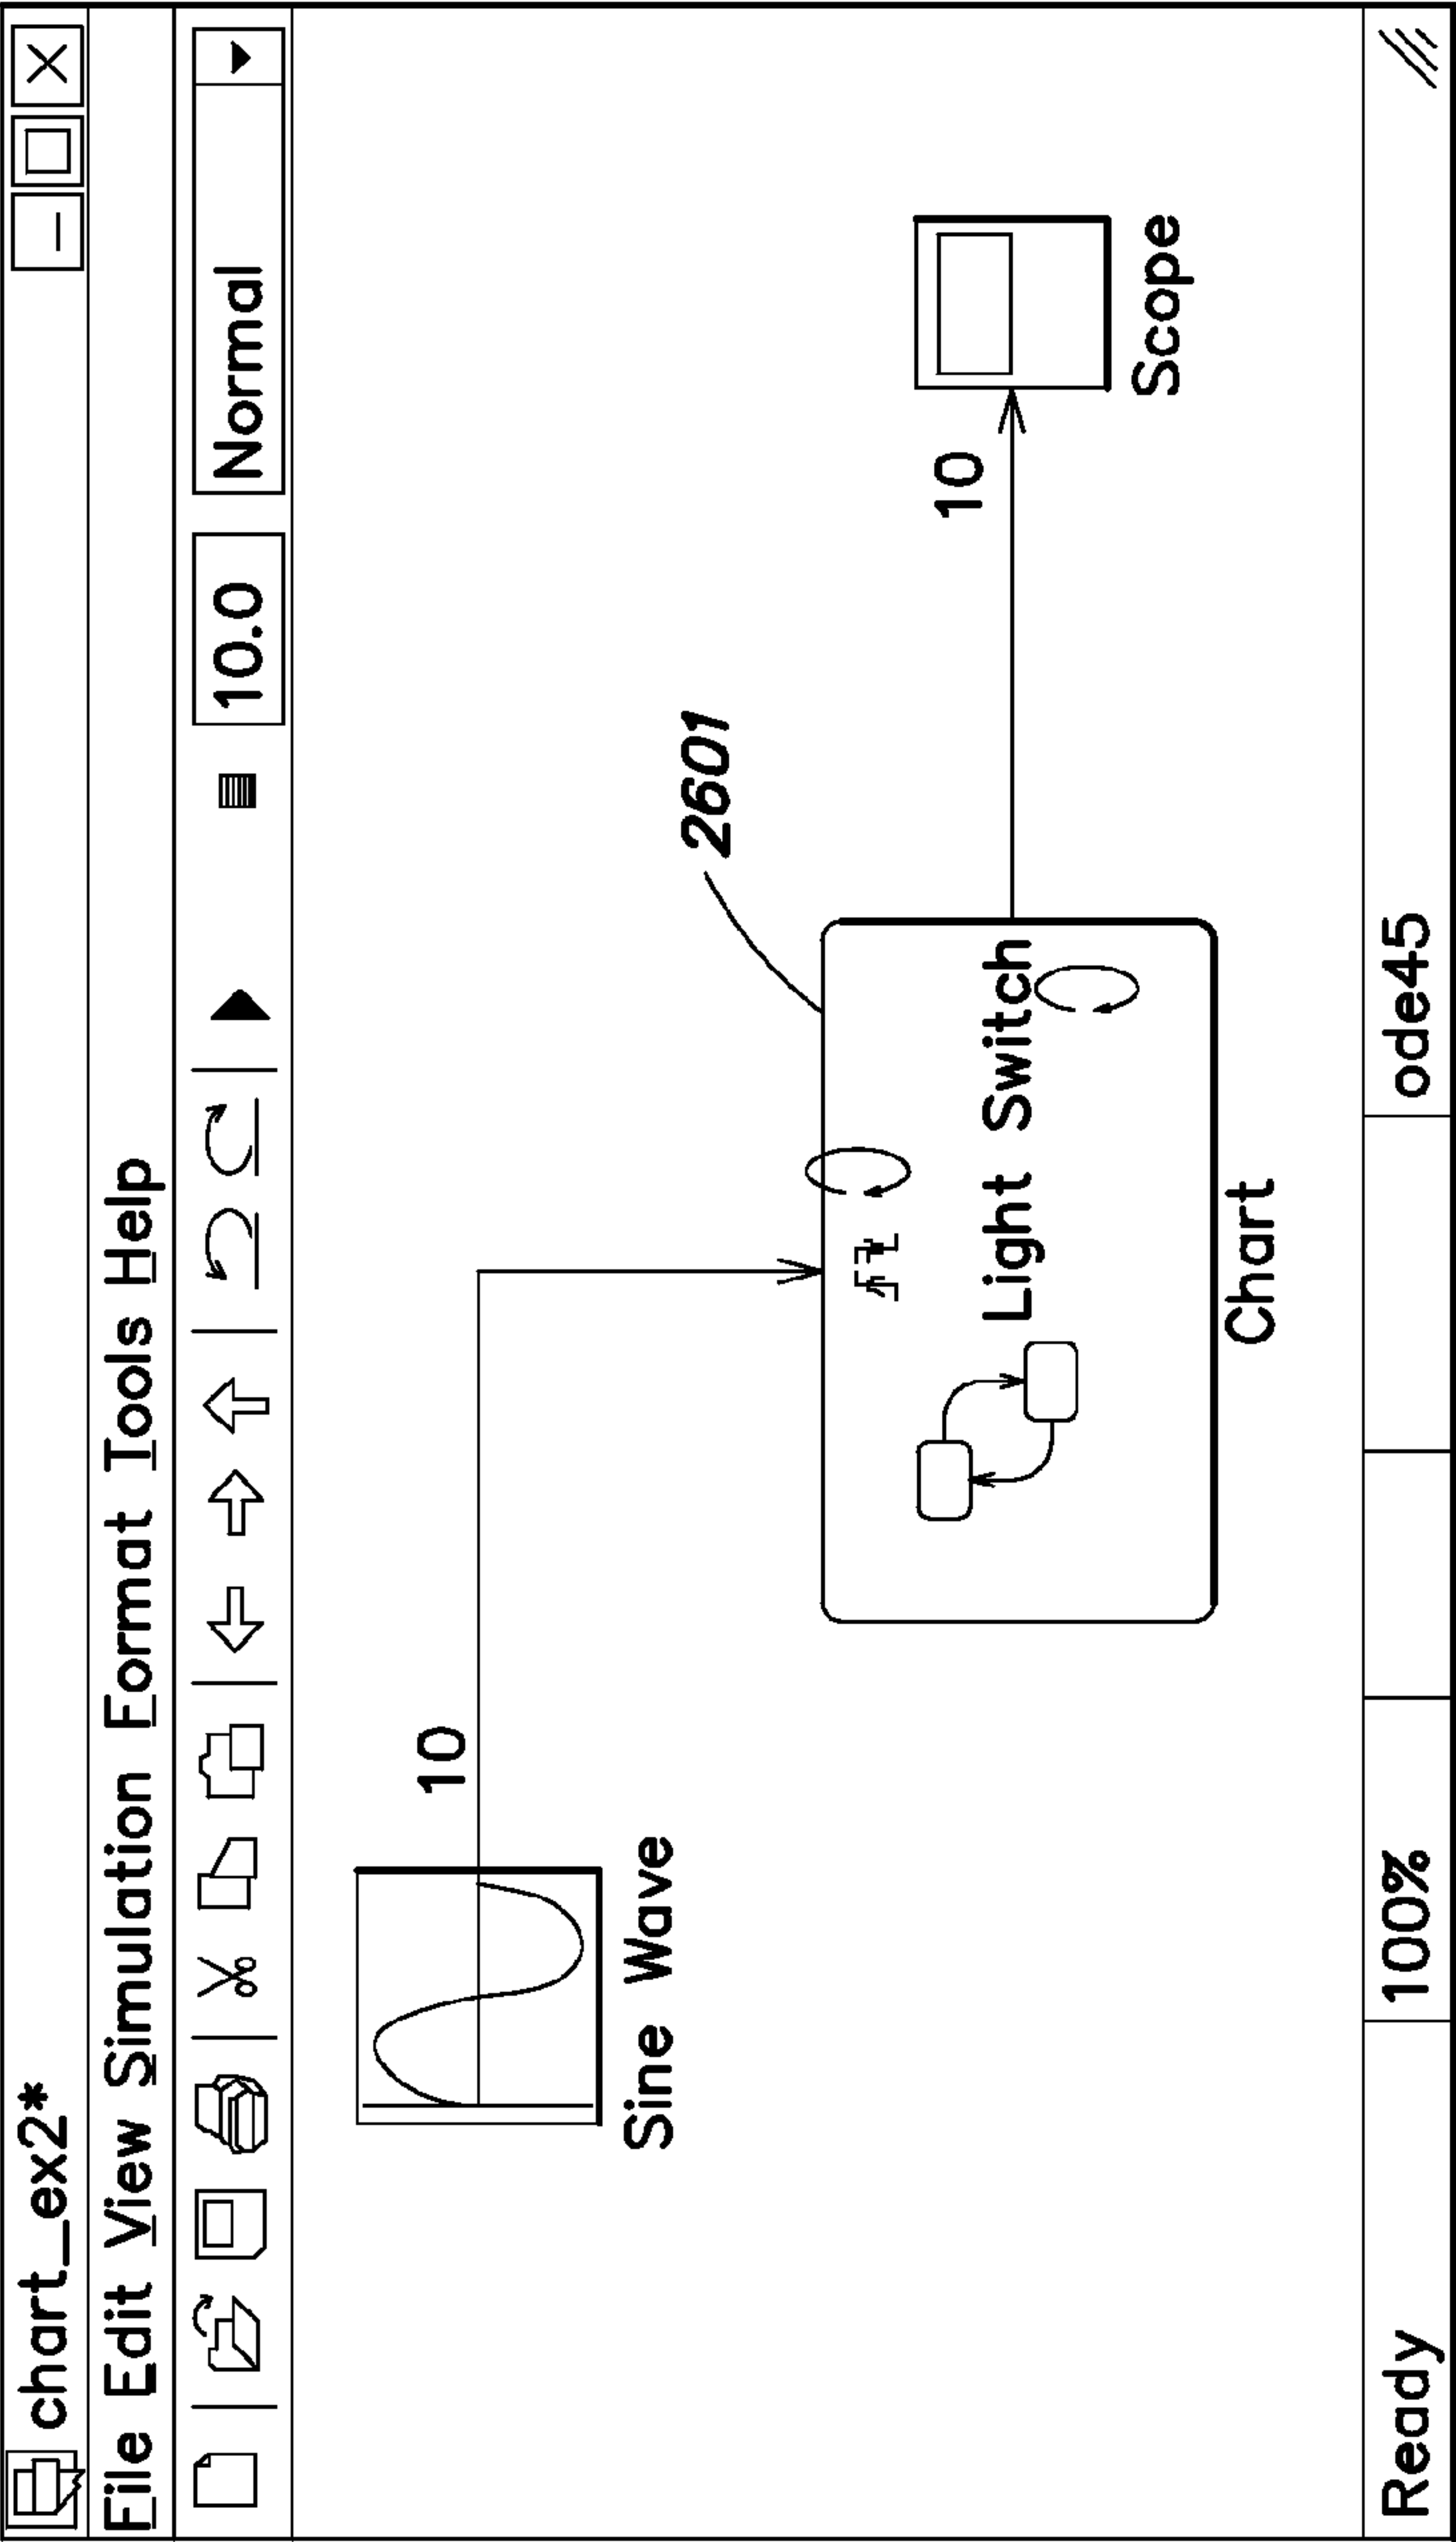 chart_ex2*
File Edit View Simulation Format Tools Help
10.0 Normal
10
Sine Wave
2601
Light Switch
Chart
10
Scope
Ready 100% ode45